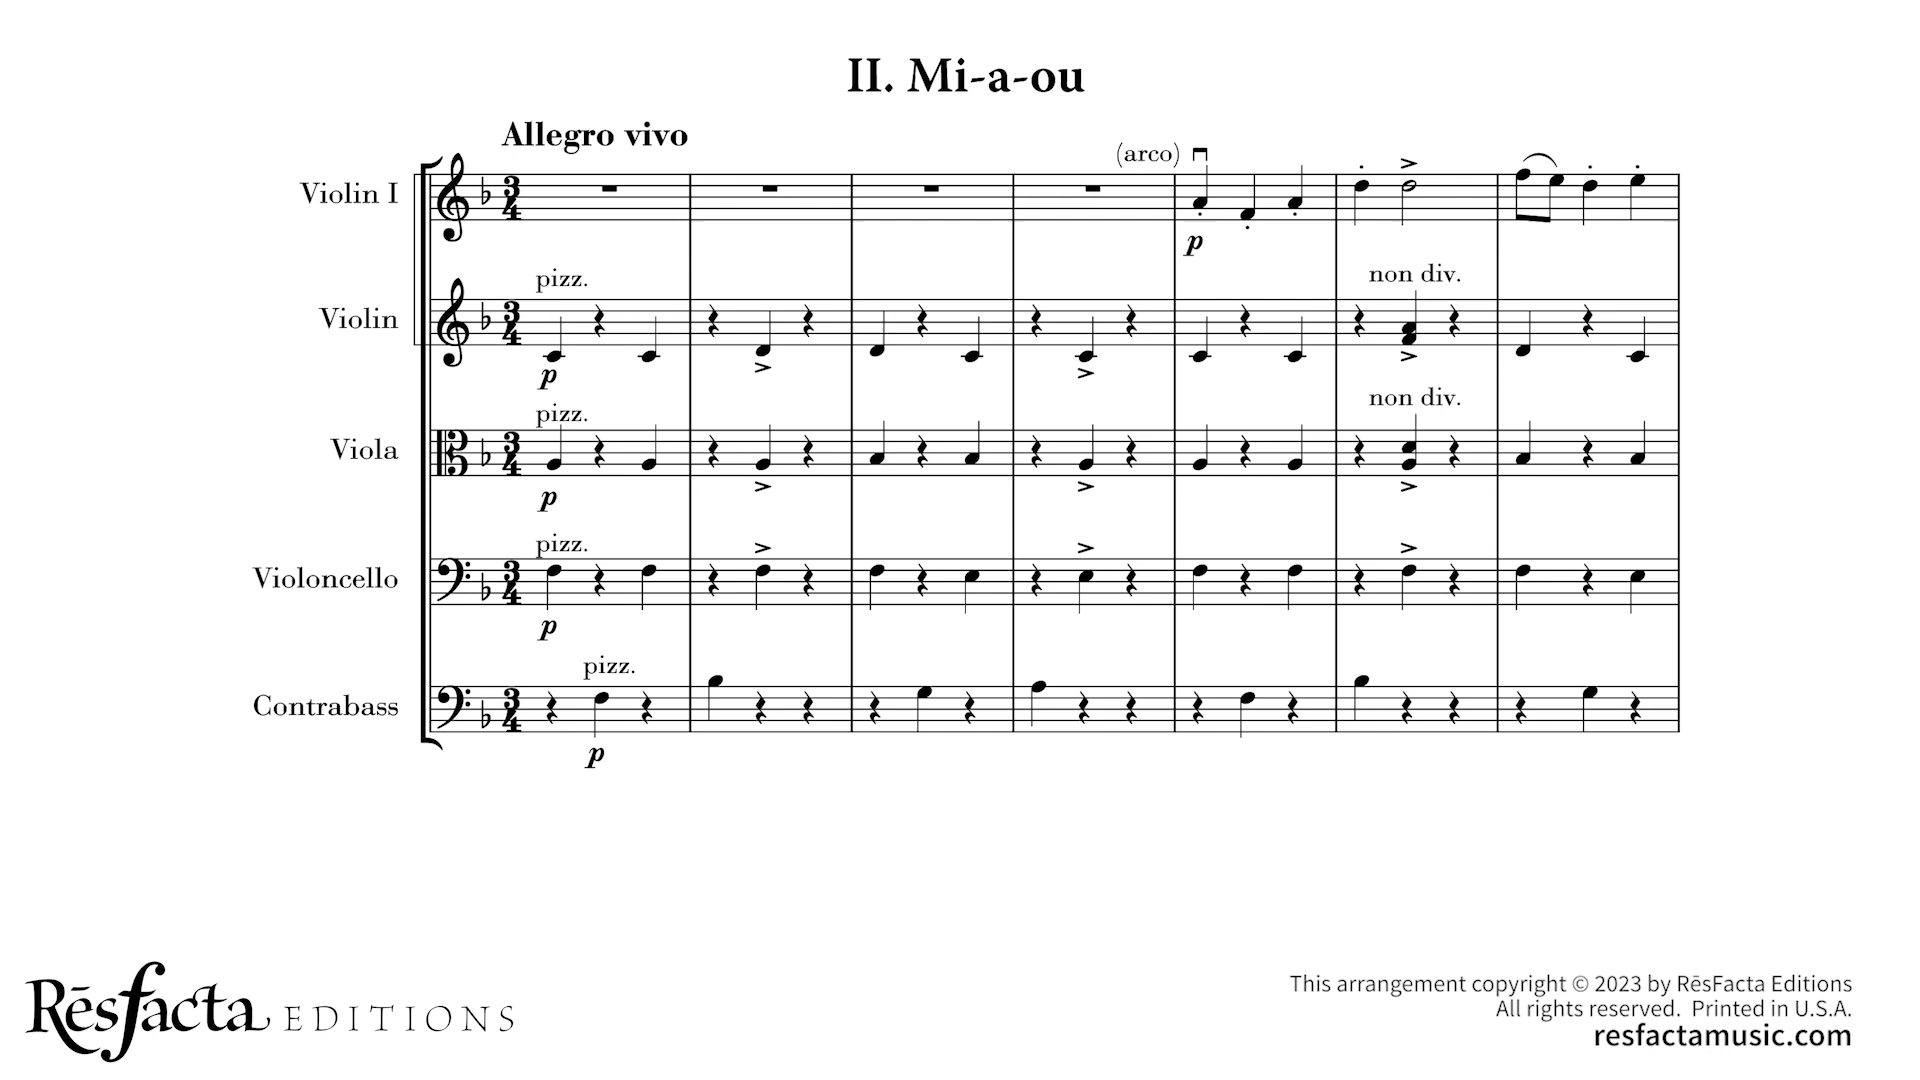 II. Mi-a-ou
Allegro vivo
(arco)
Violin I
p
pizz.
non div.
Violin
p
pizz.
non div.
Viola
p
pizz.
Violoncello
p
pizz.
Contrabass
p
RēsFacta EDITIONS
This arrangement copyright © 2023 by RēsFacta Editions
All rights reserved. Printed in U.S.A.
resfactamusic.com